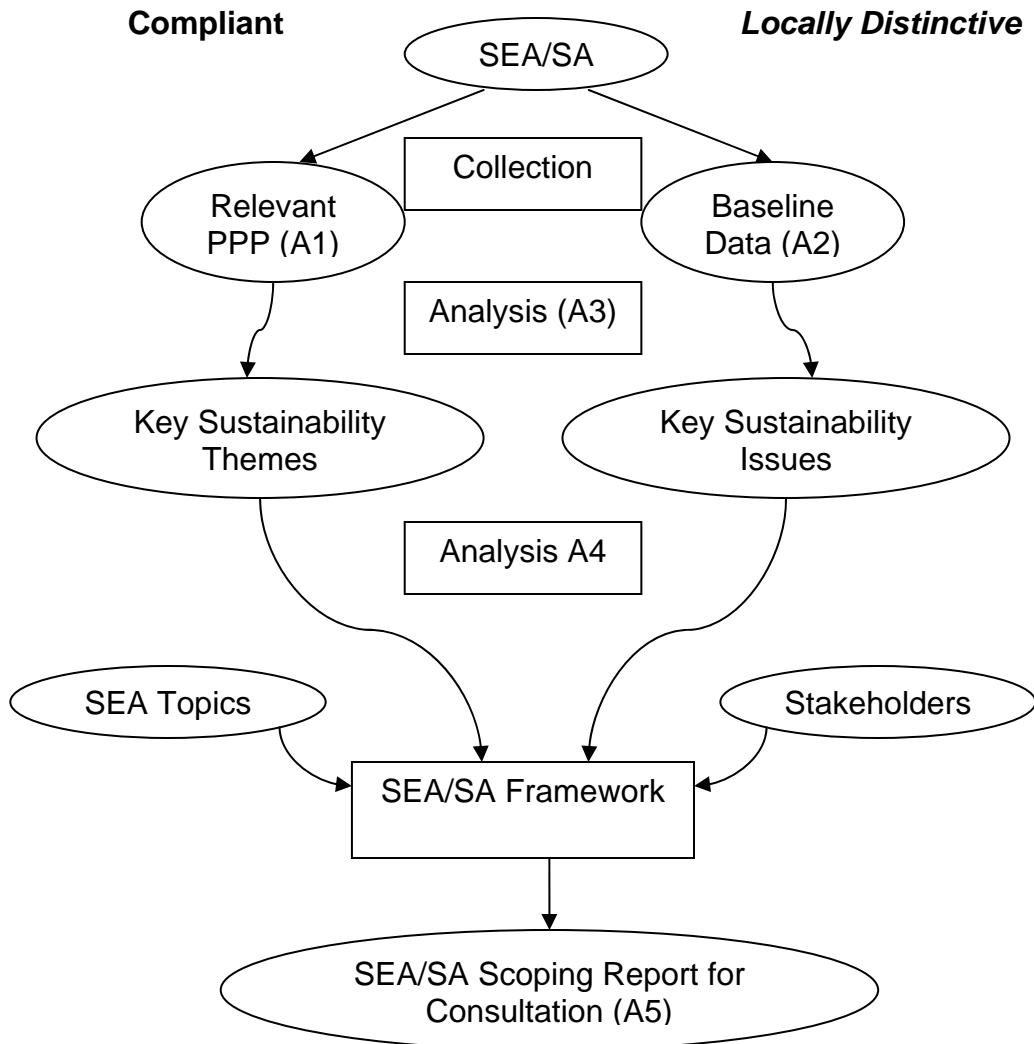 Compliant
Locally Distinctive
SEA/SA
Collection
Relevant
PPP (A1)
Baseline
Data (A2)
Analysis (A3)
Key Sustainability
Themes
Key Sustainability
Issues
Analysis A4
SEA Topics
Stakeholders
SEA/SA Framework
SEA/SA Scoping Report for
Consultation (A5)